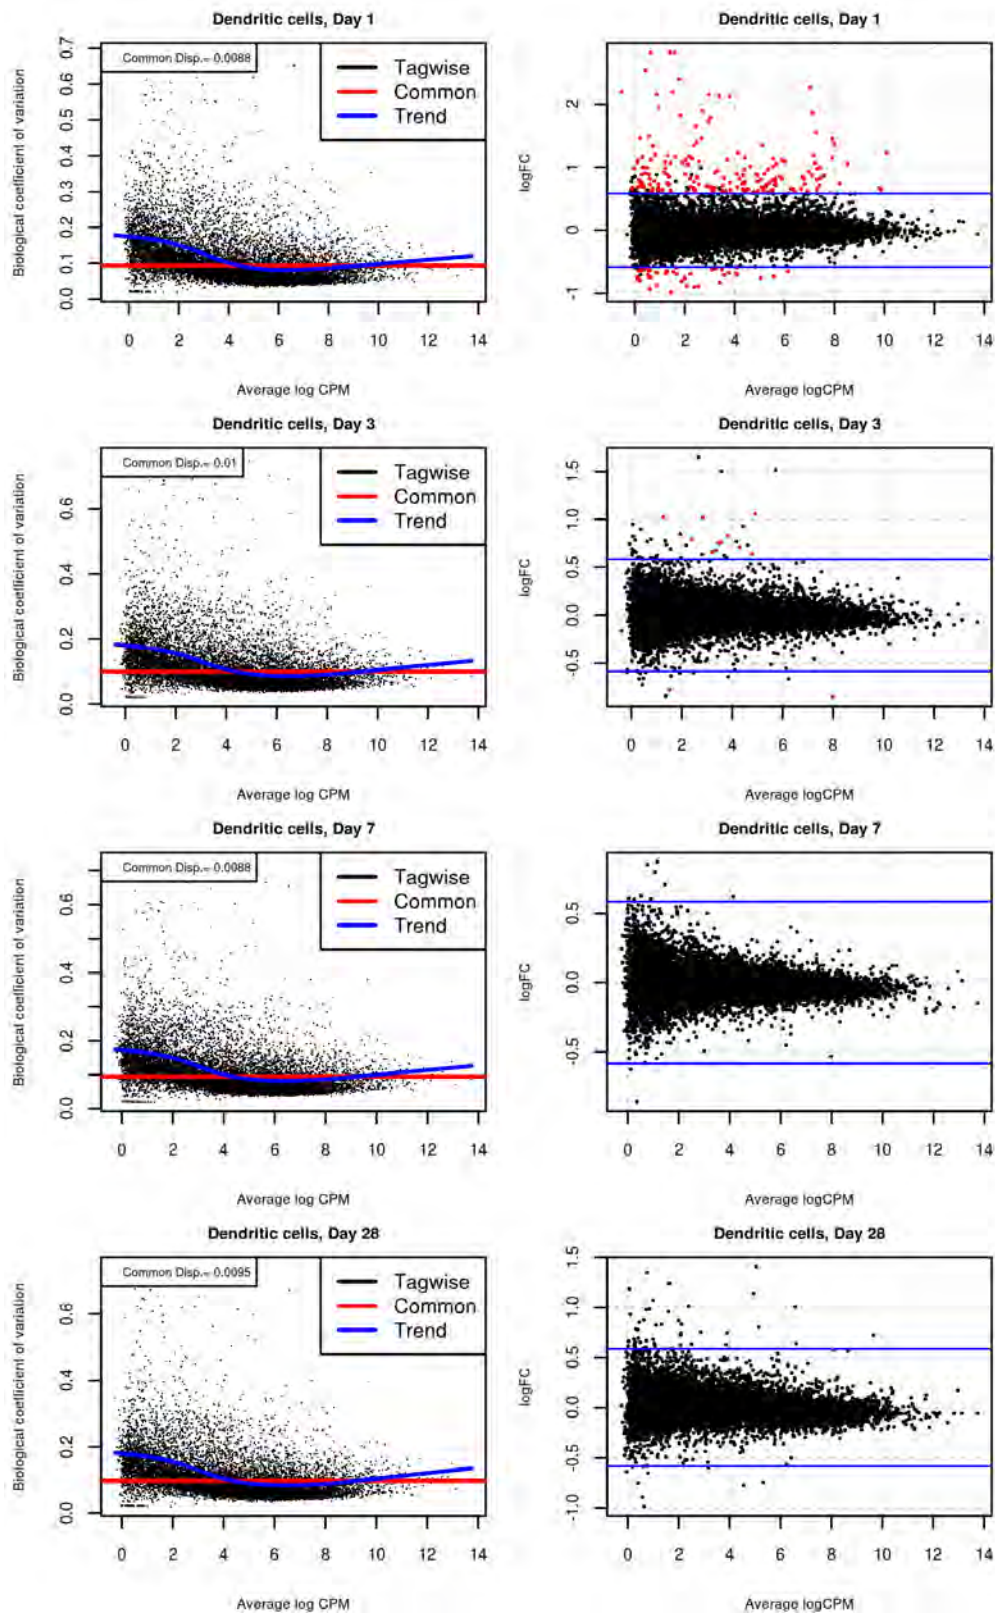 Dendritic cells, Day 1
Biological coefficient of variation
0.0 0.1 0.2 0.3 0.4 0.5 0.6 0.7
Common Disp.= 0.0088
Tagwise
Common
Trend
0 2 4 6 8 10 12 14
Average log CPM
Dendritic cells, Day 1
logFC
-1 0 1 2
0 2 4 6 8 10 12 14
Average logCPM
Dendritic cells, Day 3
Biological coefficient of variation
0.0 0.2 0.4 0.6
Common Disp.= 0.01
Tagwise
Common
Trend
0 2 4 6 8 10 12 14
Average log CPM
Dendritic cells, Day 3
logFC
-0.5 0.0 0.5 1.0 1.5
0 2 4 6 8 10 12 14
Average logCPM
Dendritic cells, Day 7
Biological coefficient of variation
0.0 0.2 0.4 0.6
Common Disp.= 0.0088
Tagwise
Common
Trend
0 2 4 6 8 10 12 14
Average log CPM
Dendritic cells, Day 7
logFC
-0.5 0.0 0.5
0 2 4 6 8 10 12 14
Average logCPM
Dendritic cells, Day 28
Biological coefficient of variation
0.0 0.2 0.4 0.6
Common Disp.= 0.0095
Tagwise
Common
Trend
0 2 4 6 8 10 12 14
Average log CPM
Dendritic cells, Day 28
logFC
-1.0 -0.5 0.0 0.5 1.0 1.5
0 2 4 6 8 10 12 14
Average logCPM